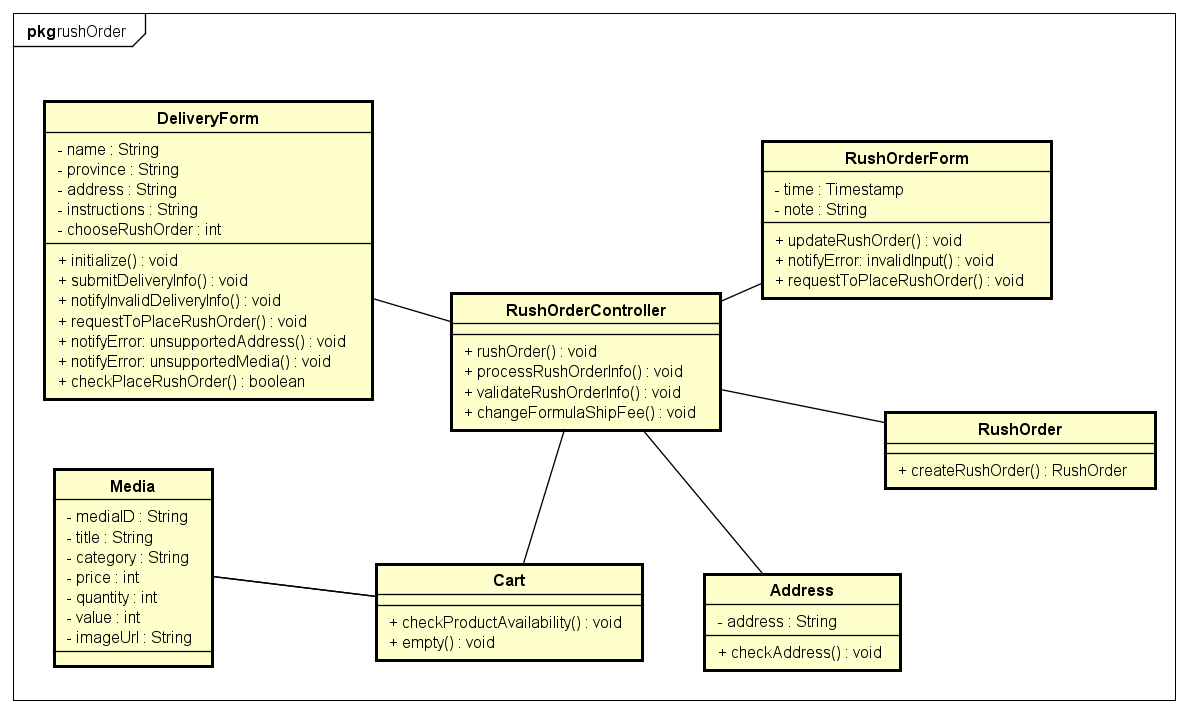 pkg rushOrder
DeliveryForm
- name : String
- province : String
- address : String
- instructions : String
- chooseRushOrder : int
+ initialize() : void
+ submitDeliveryInfo() : void
+ notifyInvalidDeliveryInfo() : void
+ requestToPlaceRushOrder() : void
+ notifyError: unsupportedAddress() : void
+ notifyError: unsupportedMedia() : void
+ checkPlaceRushOrder() : boolean
RushOrderForm
- time : Timestamp
- note : String
+ updateRushOrder() : void
+ notifyError: invalidInput() : void
+ requestToPlaceRushOrder() : void
RushOrderController
+ rushOrder() : void
+ processRushOrderInfo() : void
+ validateRushOrderInfo() : void
+ changeFormulaShipFee() : void
RushOrder
+ createRushOrder() : RushOrder
Media
- mediaID : String
- title : String
- category : String
- price : int
- quantity : int
- value : int
- imageUrl : String
Cart
+ checkProductAvailability() : void
+ empty() : void
Address
- address : String
+ checkAddress() : void